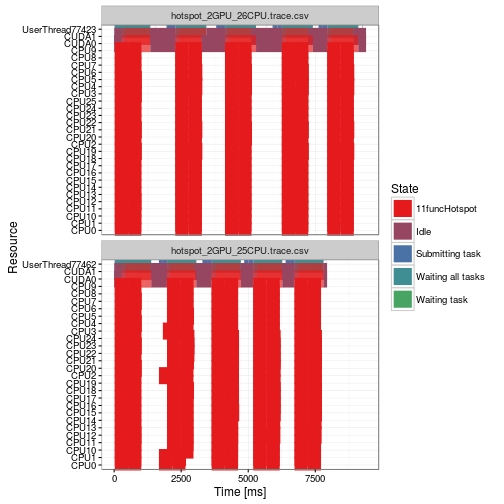 hotspot_2GPU_26CPU.trace.csv
UserThread77423
CUDA1
CUDA0
CPU9
CPU8
CPU7
CPU6
CPU5
CPU4
CPU3
CPU25
CPU24
CPU23
CPU22
CPU21
CPU20
CPU2
CPU19
CPU18
CPU17
CPU16
CPU15
CPU14
CPU13
CPU12
CPU11
CPU10
CPU1
CPU0
hotspot_2GPU_25CPU.trace.csv
UserThread77462
CUDA1
CUDA0
CPU9
CPU8
CPU7
CPU6
CPU5
CPU4
CPU3
CPU24
CPU23
CPU22
CPU21
CPU20
CPU2
CPU19
CPU18
CPU17
CPU16
CPU15
CPU14
CPU13
CPU12
CPU11
CPU10
CPU1
CPU0
0 2500 5000 7500
Time [ms]
Resource
State
11funcHotspot
Idle
Submitting task
Waiting all tasks
Waiting task